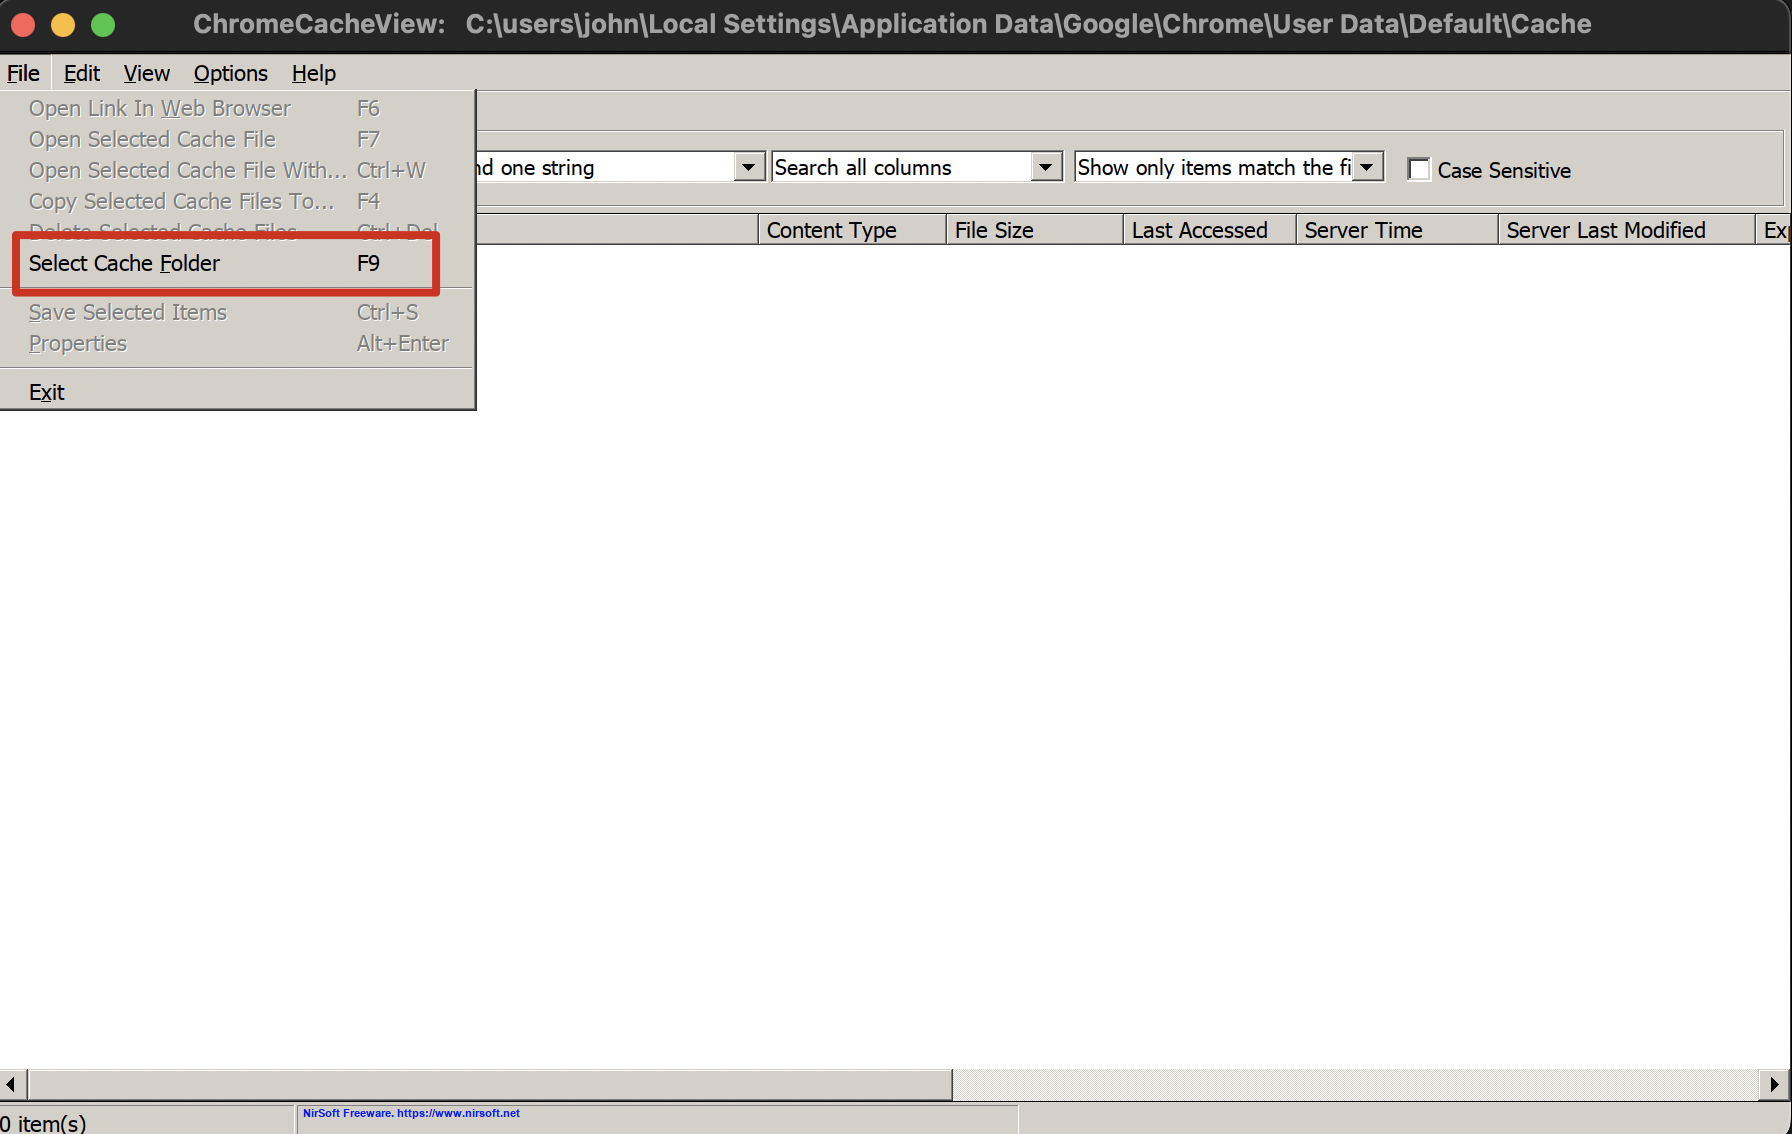 ChromeCacheView:   C:\users\john\Local Settings\Application Data\Google\Chrome\User Data\Default\Cache
File Edit View Options Help
Open Link In Web Browser F6
Open Selected Cache File F7
Open Selected Cache File With... Ctrl+W
nd one string Search all columns Show only items match the fi Case Sensitive
Copy Selected Cache Files To... F4
Delete Selected Cache Files Ctrl+Del
Content Type File Size Last Accessed Server Time Server Last Modified Exp
Select Cache Folder F9
Save Selected Items Ctrl+S
Properties Alt+Enter
Exit
0 item(s) NirSoft Freeware. https://www.nirsoft.net